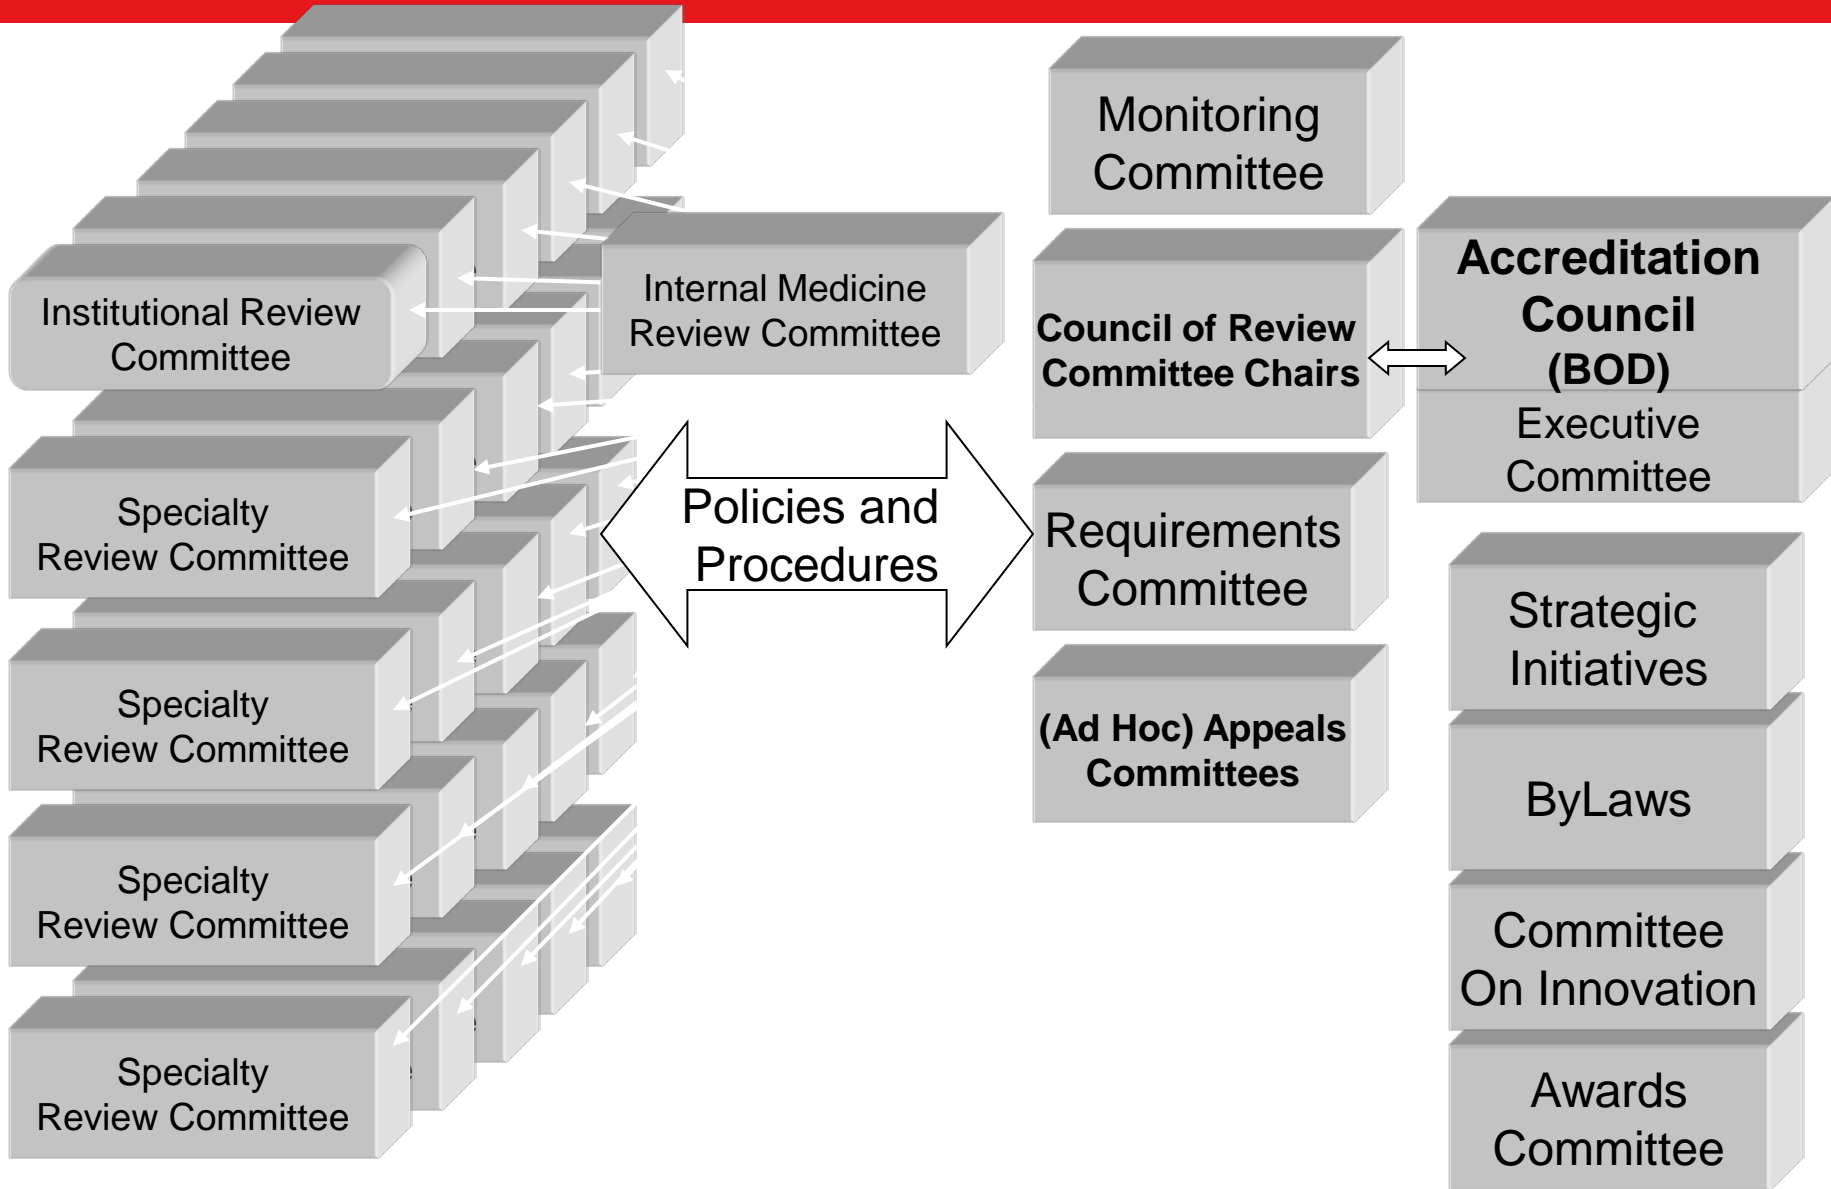 Institutional Review
Committee
Specialty
Review Committee
Specialty
Review Committee
Specialty
Review Committee
Specialty
Review Committee
Internal Medicine
Review Committee
Policies and
Procedures
Monitoring
Committee
Council of Review
Committee Chairs
Requirements
Committee
(Ad Hoc) Appeals
Committees
Accreditation
Council
(BOD)
Executive
Committee
Strategic
Initiatives
ByLaws
Committee
On Innovation
Awards
Committee